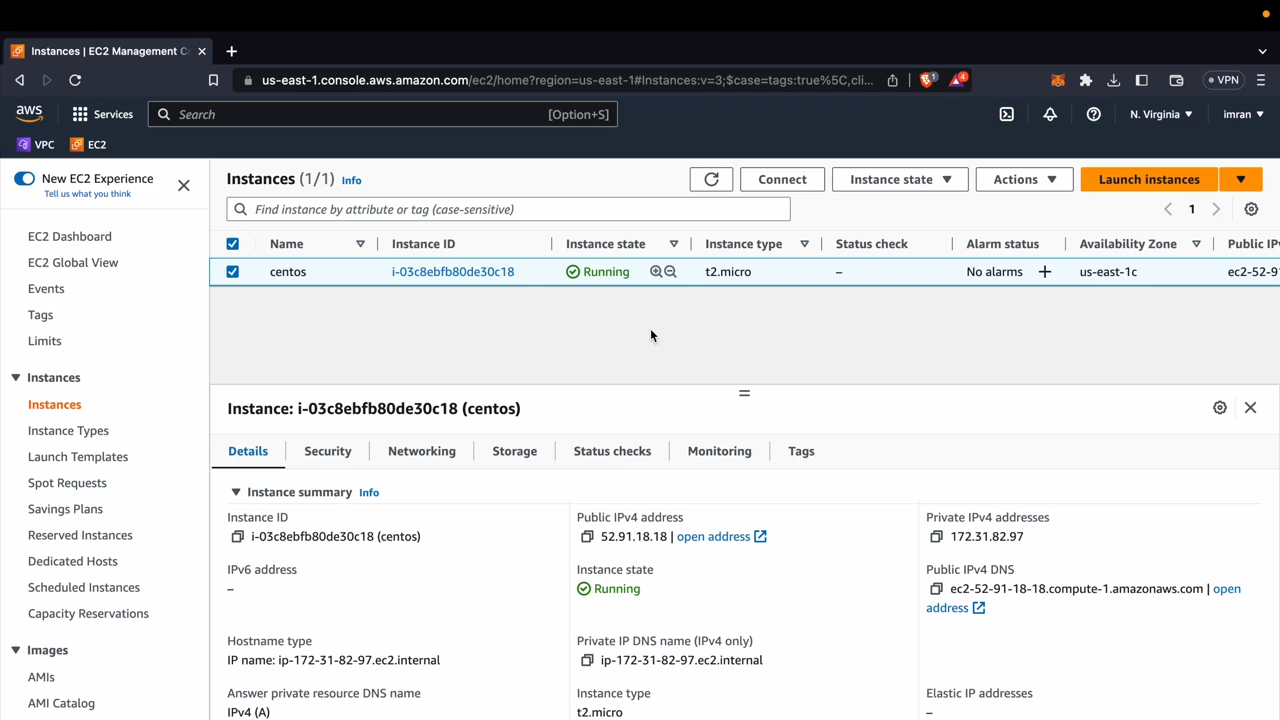 Instances | EC2 Management C
us-east-1.console.aws.amazon.com/ec2/home?region=us-east-1#Instances:v=3;$case=tags:true%5C,cli...
1
4
VPN
aws
Services
Search
[Option+S]
N. Virginia
imran
VPC
EC2
New EC2 Experience
Tell us what you think
EC2 Dashboard
EC2 Global View
Events
Tags
Limits
Instances
Instances
Instance Types
Launch Templates
Spot Requests
Savings Plans
Reserved Instances
Dedicated Hosts
Scheduled Instances
Capacity Reservations
Images
AMIs
AMI Catalog
Instances (1/1) Info
Connect
Instance state
Actions
Launch instances
Find instance by attribute or tag (case-sensitive)
1
Name Instance ID Instance state Instance type Status check Alarm status Availability Zone Public IP
centos i-03c8ebfb80de30c18 Running t2.micro – No alarms + us-east-1c ec2-52-9
Instance: i-03c8ebfb80de30c18 (centos)
Details Security Networking Storage Status checks Monitoring Tags
Instance summary Info
Instance ID
i-03c8ebfb80de30c18 (centos)
Public IPv4 address
52.91.18.18 | open address
Private IPv4 addresses
172.31.82.97
IPv6 address
–
Instance state
Running
Public IPv4 DNS
ec2-52-91-18-18.compute-1.amazonaws.com | open
address
Hostname type
IP name: ip-172-31-82-97.ec2.internal
Private IP DNS name (IPv4 only)
ip-172-31-82-97.ec2.internal
Answer private resource DNS name
IPv4 (A)
Instance type
t2.micro
Elastic IP addresses
–